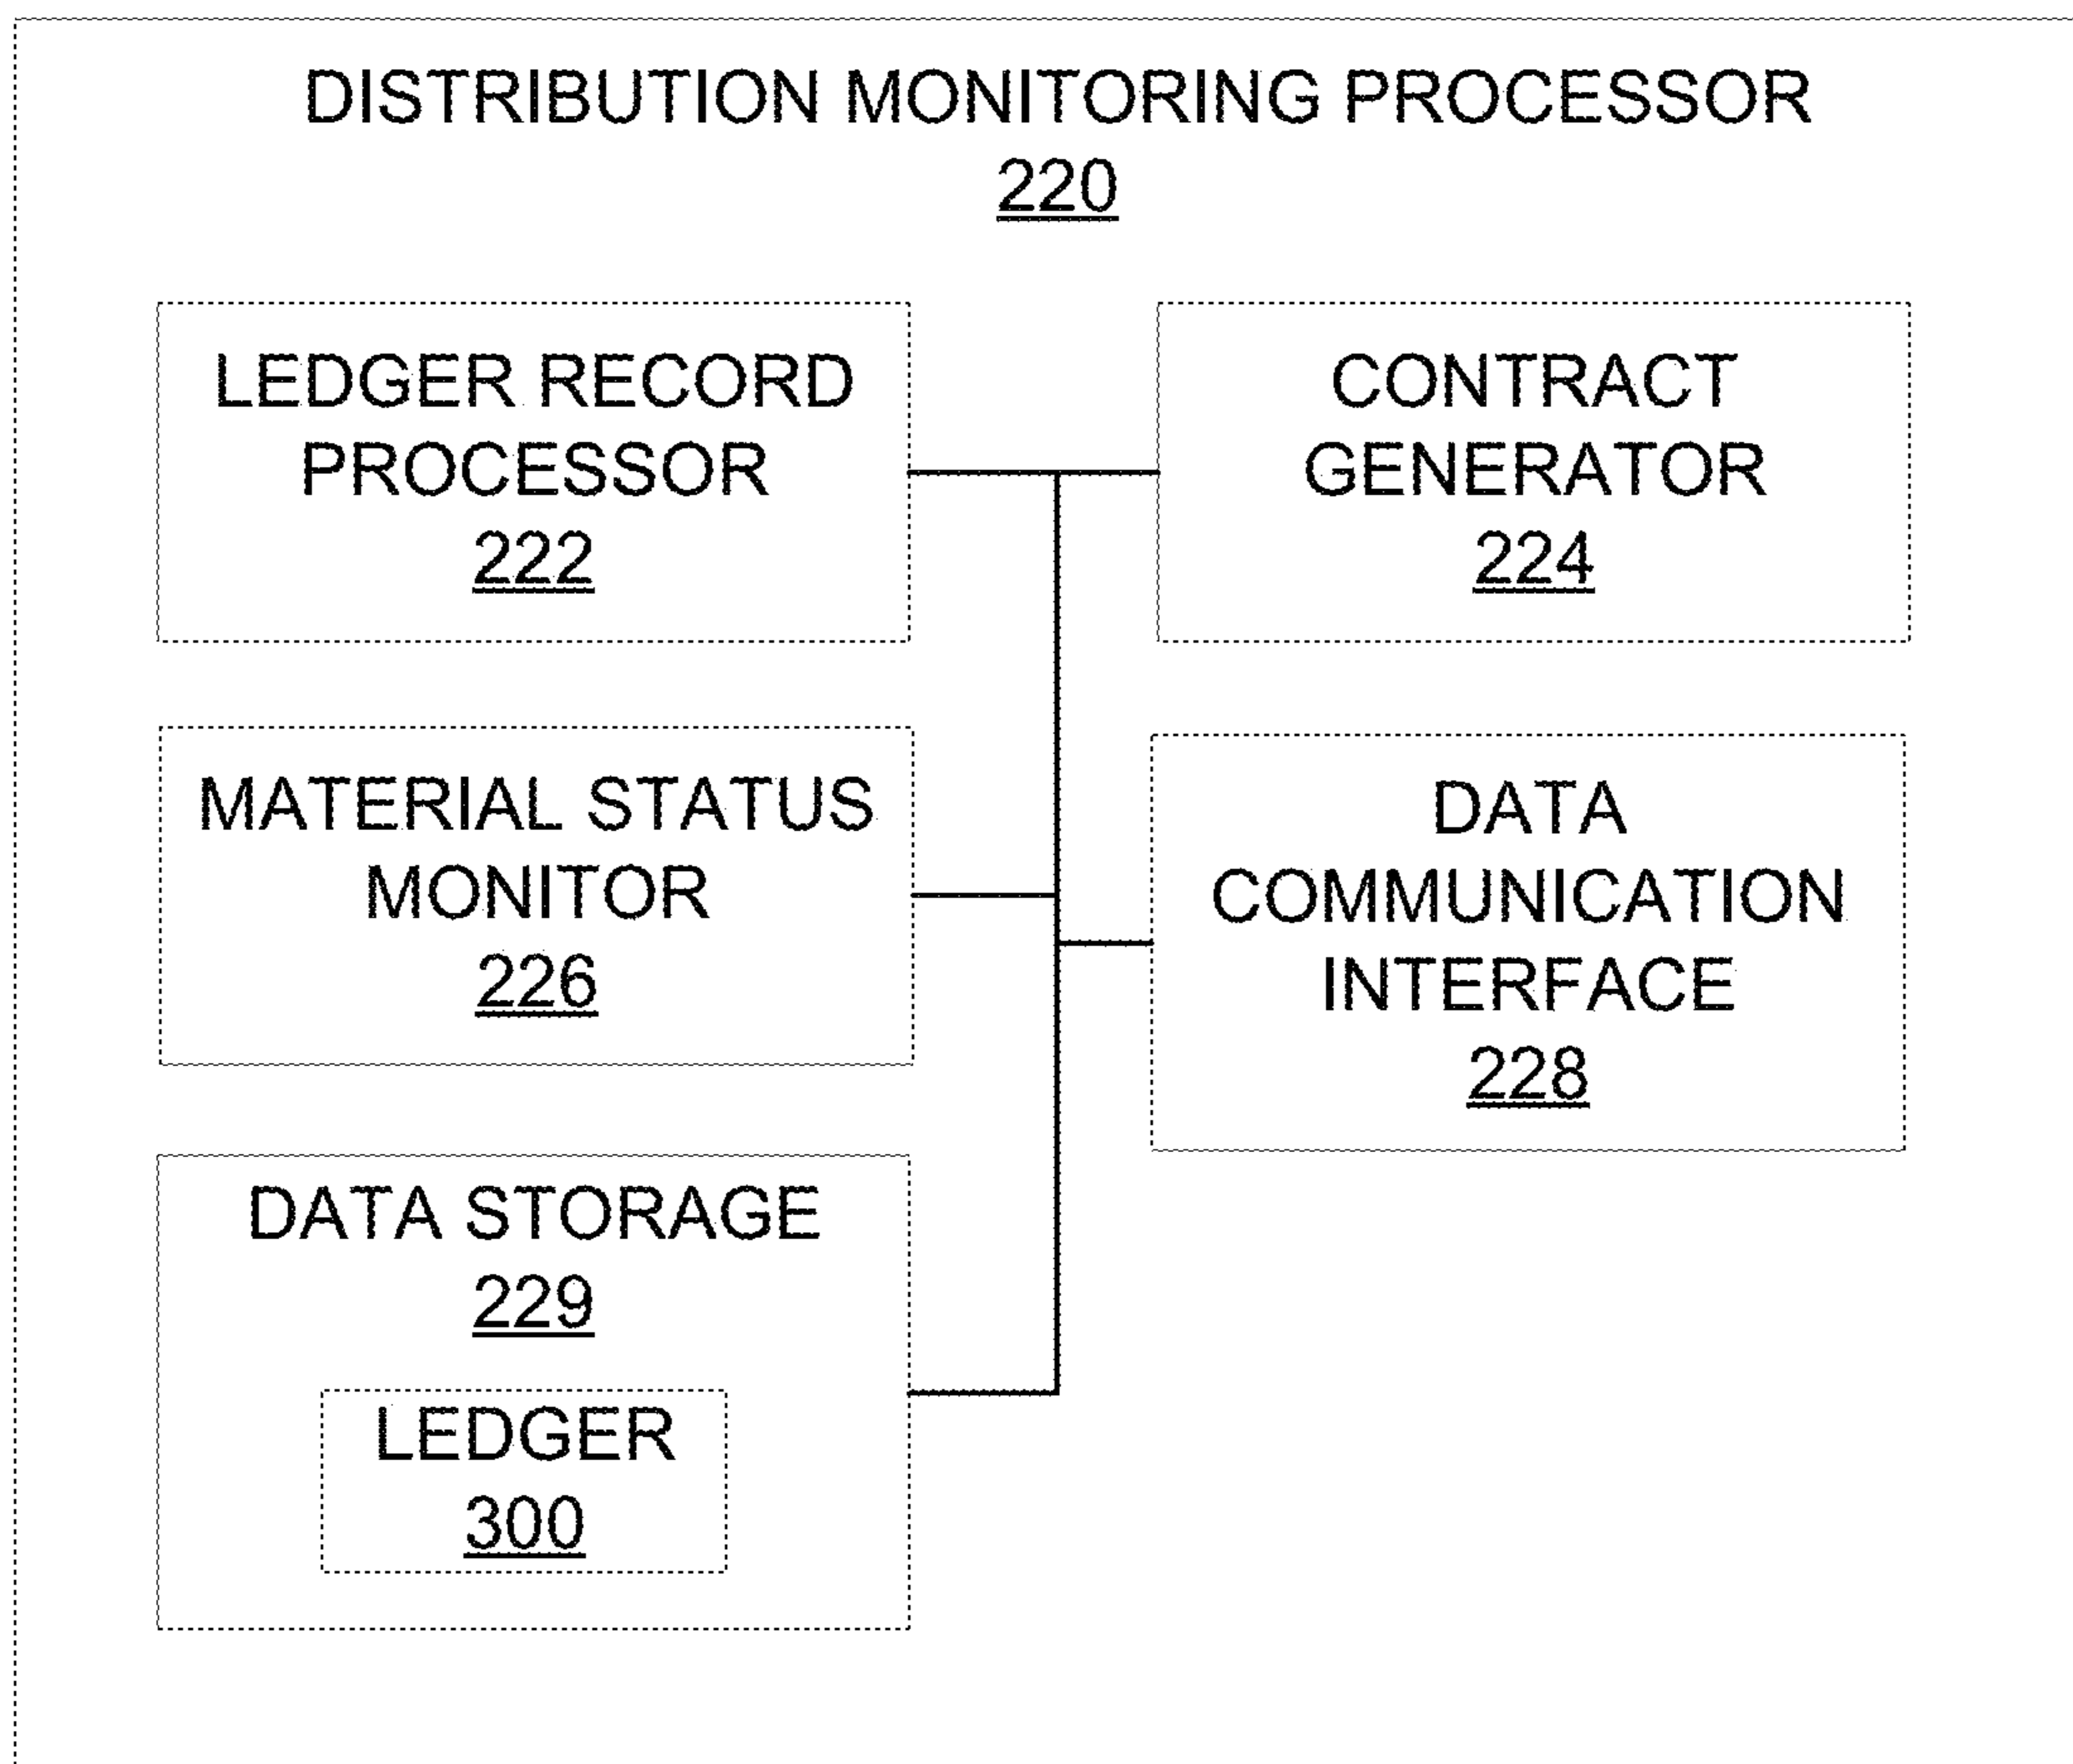 DISTRIBUTION MONITORING PROCESSOR
220
LEDGER RECORD
PROCESSOR
222
CONTRACT
GENERATOR
224
MATERIAL STATUS
MONITOR
226
DATA
COMMUNICATION
INTERFACE
228
DATA STORAGE
229
LEDGER
300